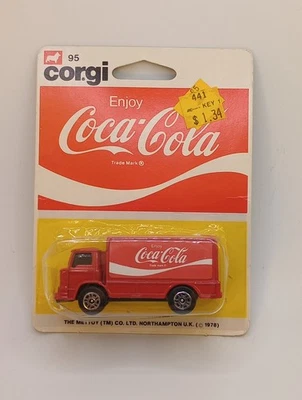 95
corgi
Enjoy
Coca-Cola
Trade Mark ®
441
KEY
$1.34
Coca-Cola
THE METTOY (TM) CO. LTD. NORTHAMPTON U.K. (© 1978)